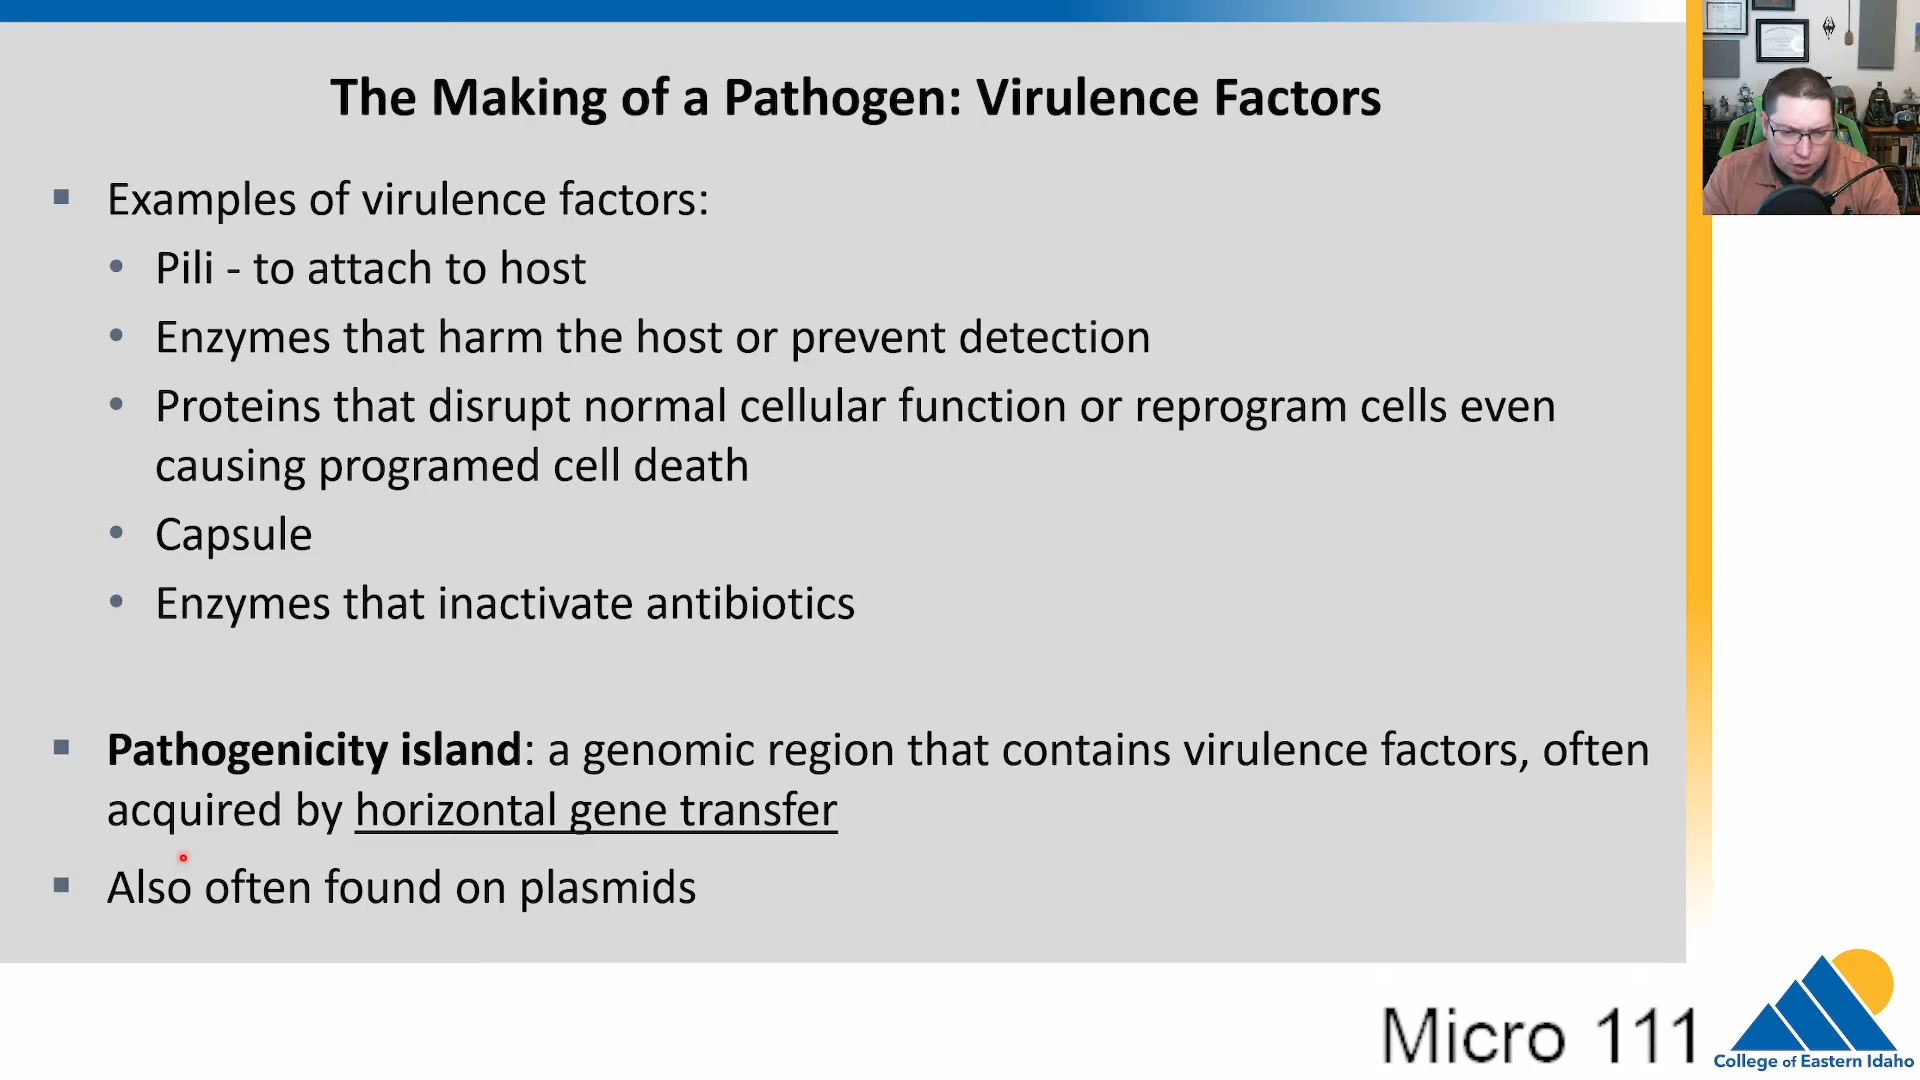 The Making of a Pathogen: Virulence Factors
Examples of virulence factors:
Pili - to attach to host
Enzymes that harm the host or prevent detection
Proteins that disrupt normal cellular function or reprogram cells even
causing programed cell death
Capsule
Enzymes that inactivate antibiotics
Pathogenicity island: a genomic region that contains virulence factors, often
acquired by horizontal gene transfer
Also often found on plasmids
Micro 111
College of Eastern Idaho